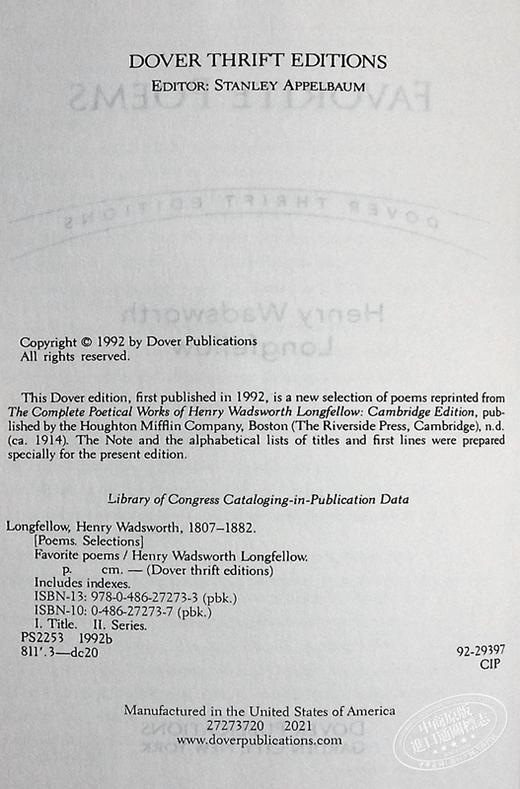 DOVER THRIFT EDITIONS
EDITOR: STANLEY APPELBAUM
Copyright © 1992 by Dover Publications
All rights reserved.
This Dover edition, first published in 1992, is a new selection of poems reprinted from
The Complete Poetical Works of Henry Wadsworth Longfellow: Cambridge Edition, pub-
lished by the Houghton Mifflin Company, Boston (The Riverside Press, Cambridge), n.d.
(ca. 1914). The Note and the alphabetical lists of titles and first lines were prepared
specially for the present edition.
Library of Congress Cataloging-in-Publication Data
Longfellow, Henry Wadsworth, 1807–1882.
[Poems. Selections]
Favorite poems / Henry Wadsworth Longfellow.
p. cm. — (Dover thrift editions)
Includes indexes.
ISBN-13: 978-0-486-27273-3 (pbk.)
ISBN-10: 0-486-27273-7 (pbk.)
I. Title. II. Series.
PS2253 1992b
811′.3—dc20 92-29397
CIP
Manufactured in the United States of America
27273720 2021
www.doverpublications.com